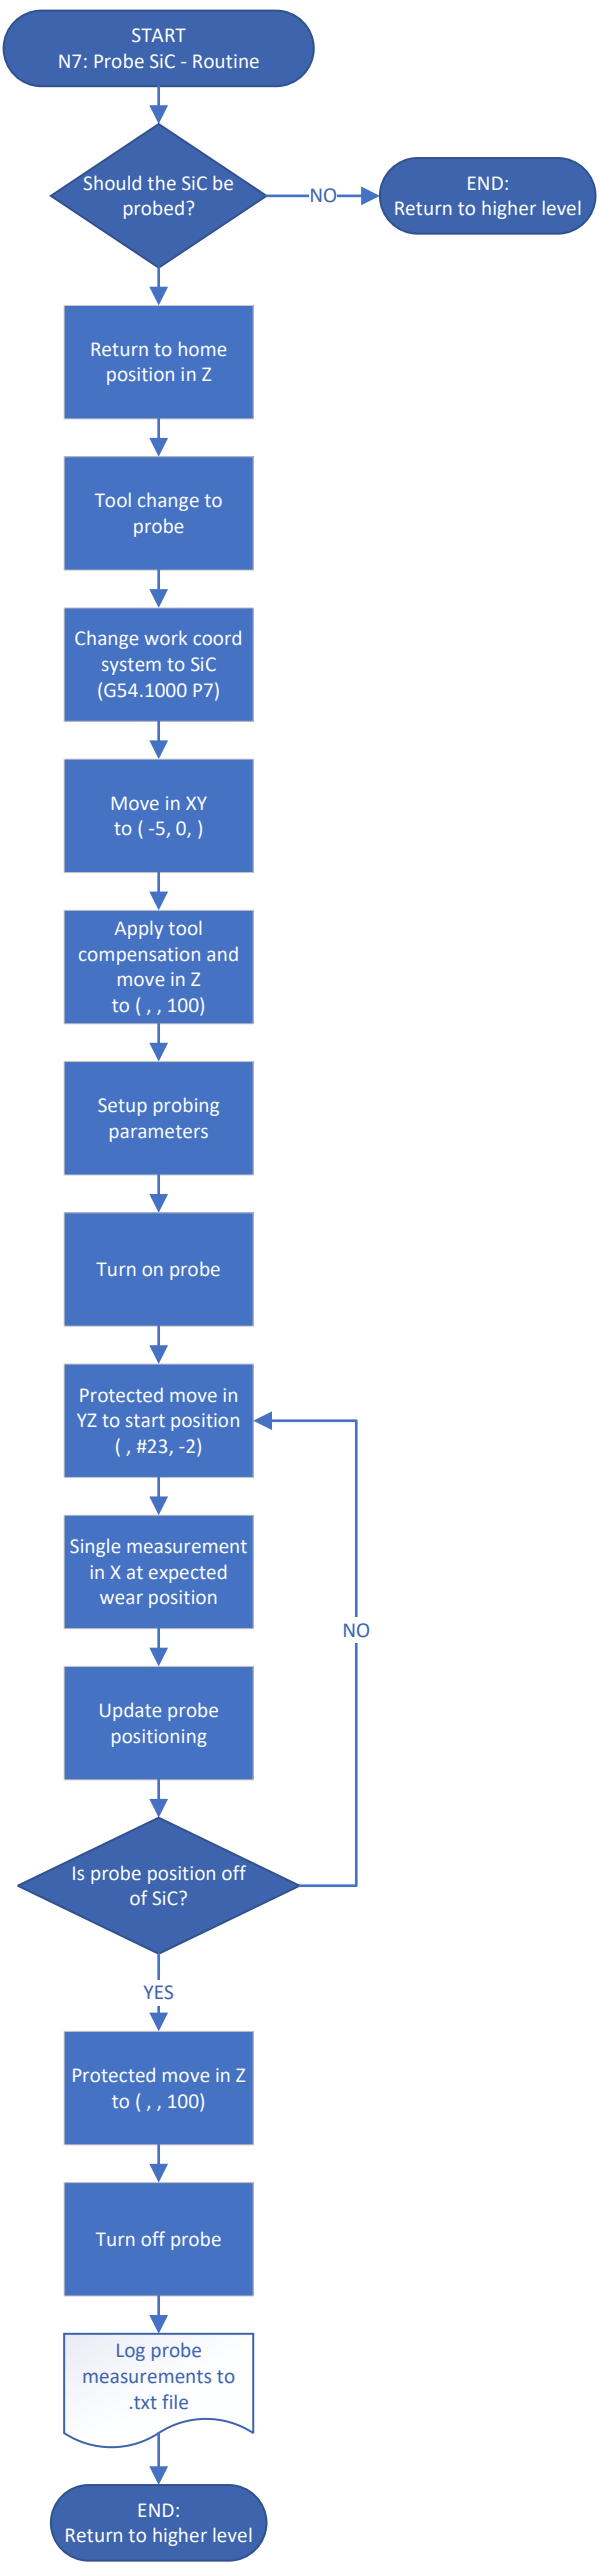 START
N7: Probe SiC - Routine
Should the SiC be
probed?
NO
END:
Return to higher level
Return to home
position in Z
Tool change to
probe
Change work coord
system to SiC
(G54.1000 P7)
Move in XY
to ( -5, 0, )
Apply tool
compensation and
move in Z
to ( , , 100)
Setup probing
parameters
Turn on probe
Protected move in
YZ to start position
( , #23, -2)
Single measurement
in X at expected
wear position
NO
Update probe
positioning
Is probe position off
of SiC?
YES
Protected move in Z
to ( , , 100)
Turn off probe
Log probe
measurements to
.txt file
END:
Return to higher level